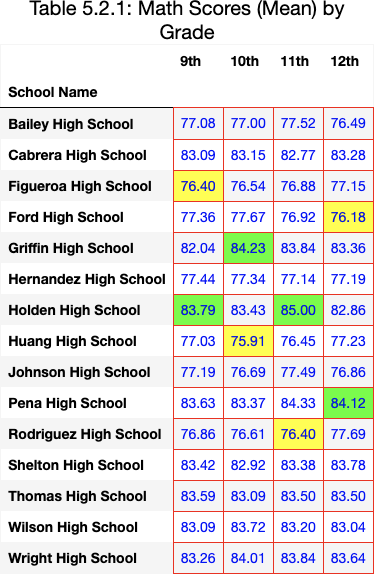 Table 5.2.1: Math Scores (Mean) by
Grade
9th 10th 11th 12th
School Name
Bailey High School 77.08 77.00 77.52 76.49
Cabrera High School 83.09 83.15 82.77 83.28
Figueroa High School 76.40 76.54 76.88 77.15
Ford High School 77.36 77.67 76.92 76.18
Griffin High School 82.04 84.23 83.84 83.36
Hernandez High School 77.44 77.34 77.14 77.19
Holden High School 83.79 83.43 85.00 82.86
Huang High School 77.03 75.91 76.45 77.23
Johnson High School 77.19 76.69 77.49 76.86
Pena High School 83.63 83.37 84.33 84.12
Rodriguez High School 76.86 76.61 76.40 77.69
Shelton High School 83.42 82.92 83.38 83.78
Thomas High School 83.59 83.09 83.50 83.50
Wilson High School 83.09 83.72 83.20 83.04
Wright High School 83.26 84.01 83.84 83.64